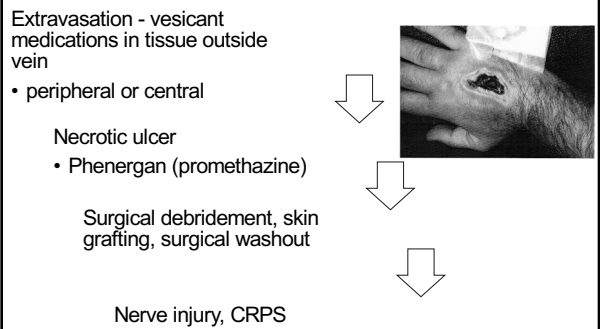 Extravasation - vesicant
medications in tissue outside
vein
• peripheral or central
Necrotic ulcer
• Phenergan (promethazine)
Surgical debridement, skin
grafting, surgical washout
Nerve injury, CRPS